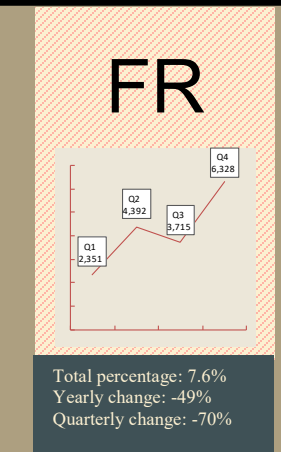 FR
Q4
6,328
Q2
4,392
Q3
3,715
Q1
2,351
Total percentage: 7.6%
Yearly change: -49%
Quarterly change: -70%